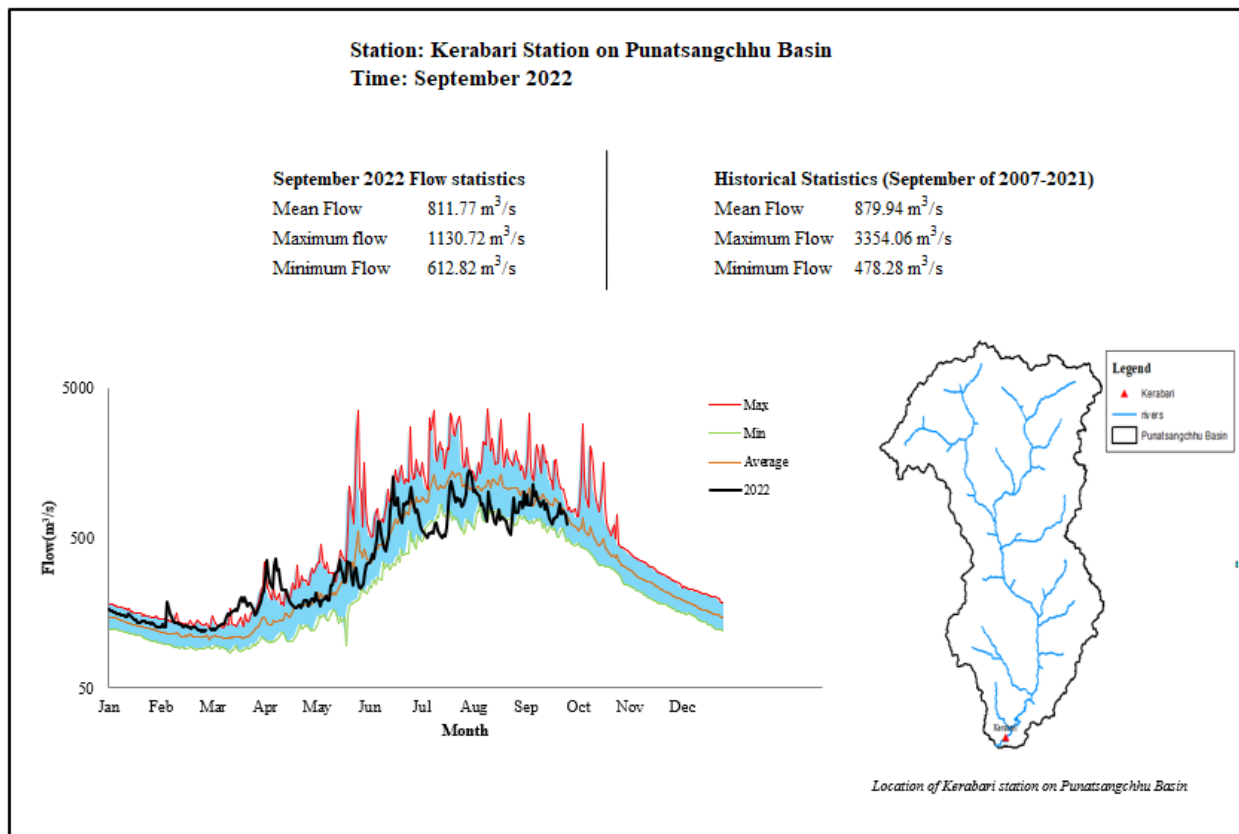 Station: Kerabari Station on Punatsangchhu Basin
Time: September 2022
September 2022 Flow statistics
Mean Flow 811.77 m³/s
Maximum flow 1130.72 m³/s
Minimum Flow 612.82 m³/s
Historical Statistics (September of 2007-2021)
Mean Flow 879.94 m³/s
Maximum Flow 3354.06 m³/s
Minimum Flow 478.28 m³/s
5000
500
50
Flow(m³/s)
Jan Feb Mar Apr May Jun Jul Aug Sep Oct Nov Dec
Month
Max
Min
Average
2022
Legend
Kerabari
rivers
Punatsangchhu Basin
Location of Kerabari station on Punatsangchhu Basin